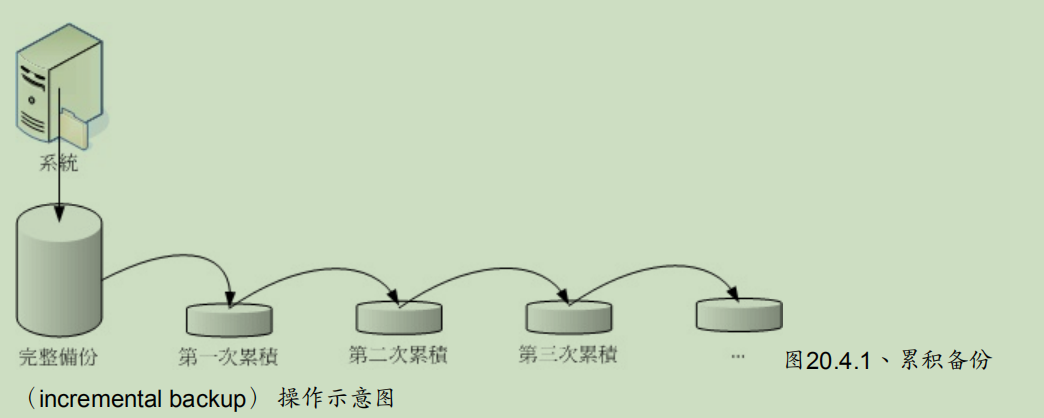 系統
完整備份 第一次累積 第二次累積 第三次累積 ... 图20.4.1、累积备份
（incremental backup） 操作示意图